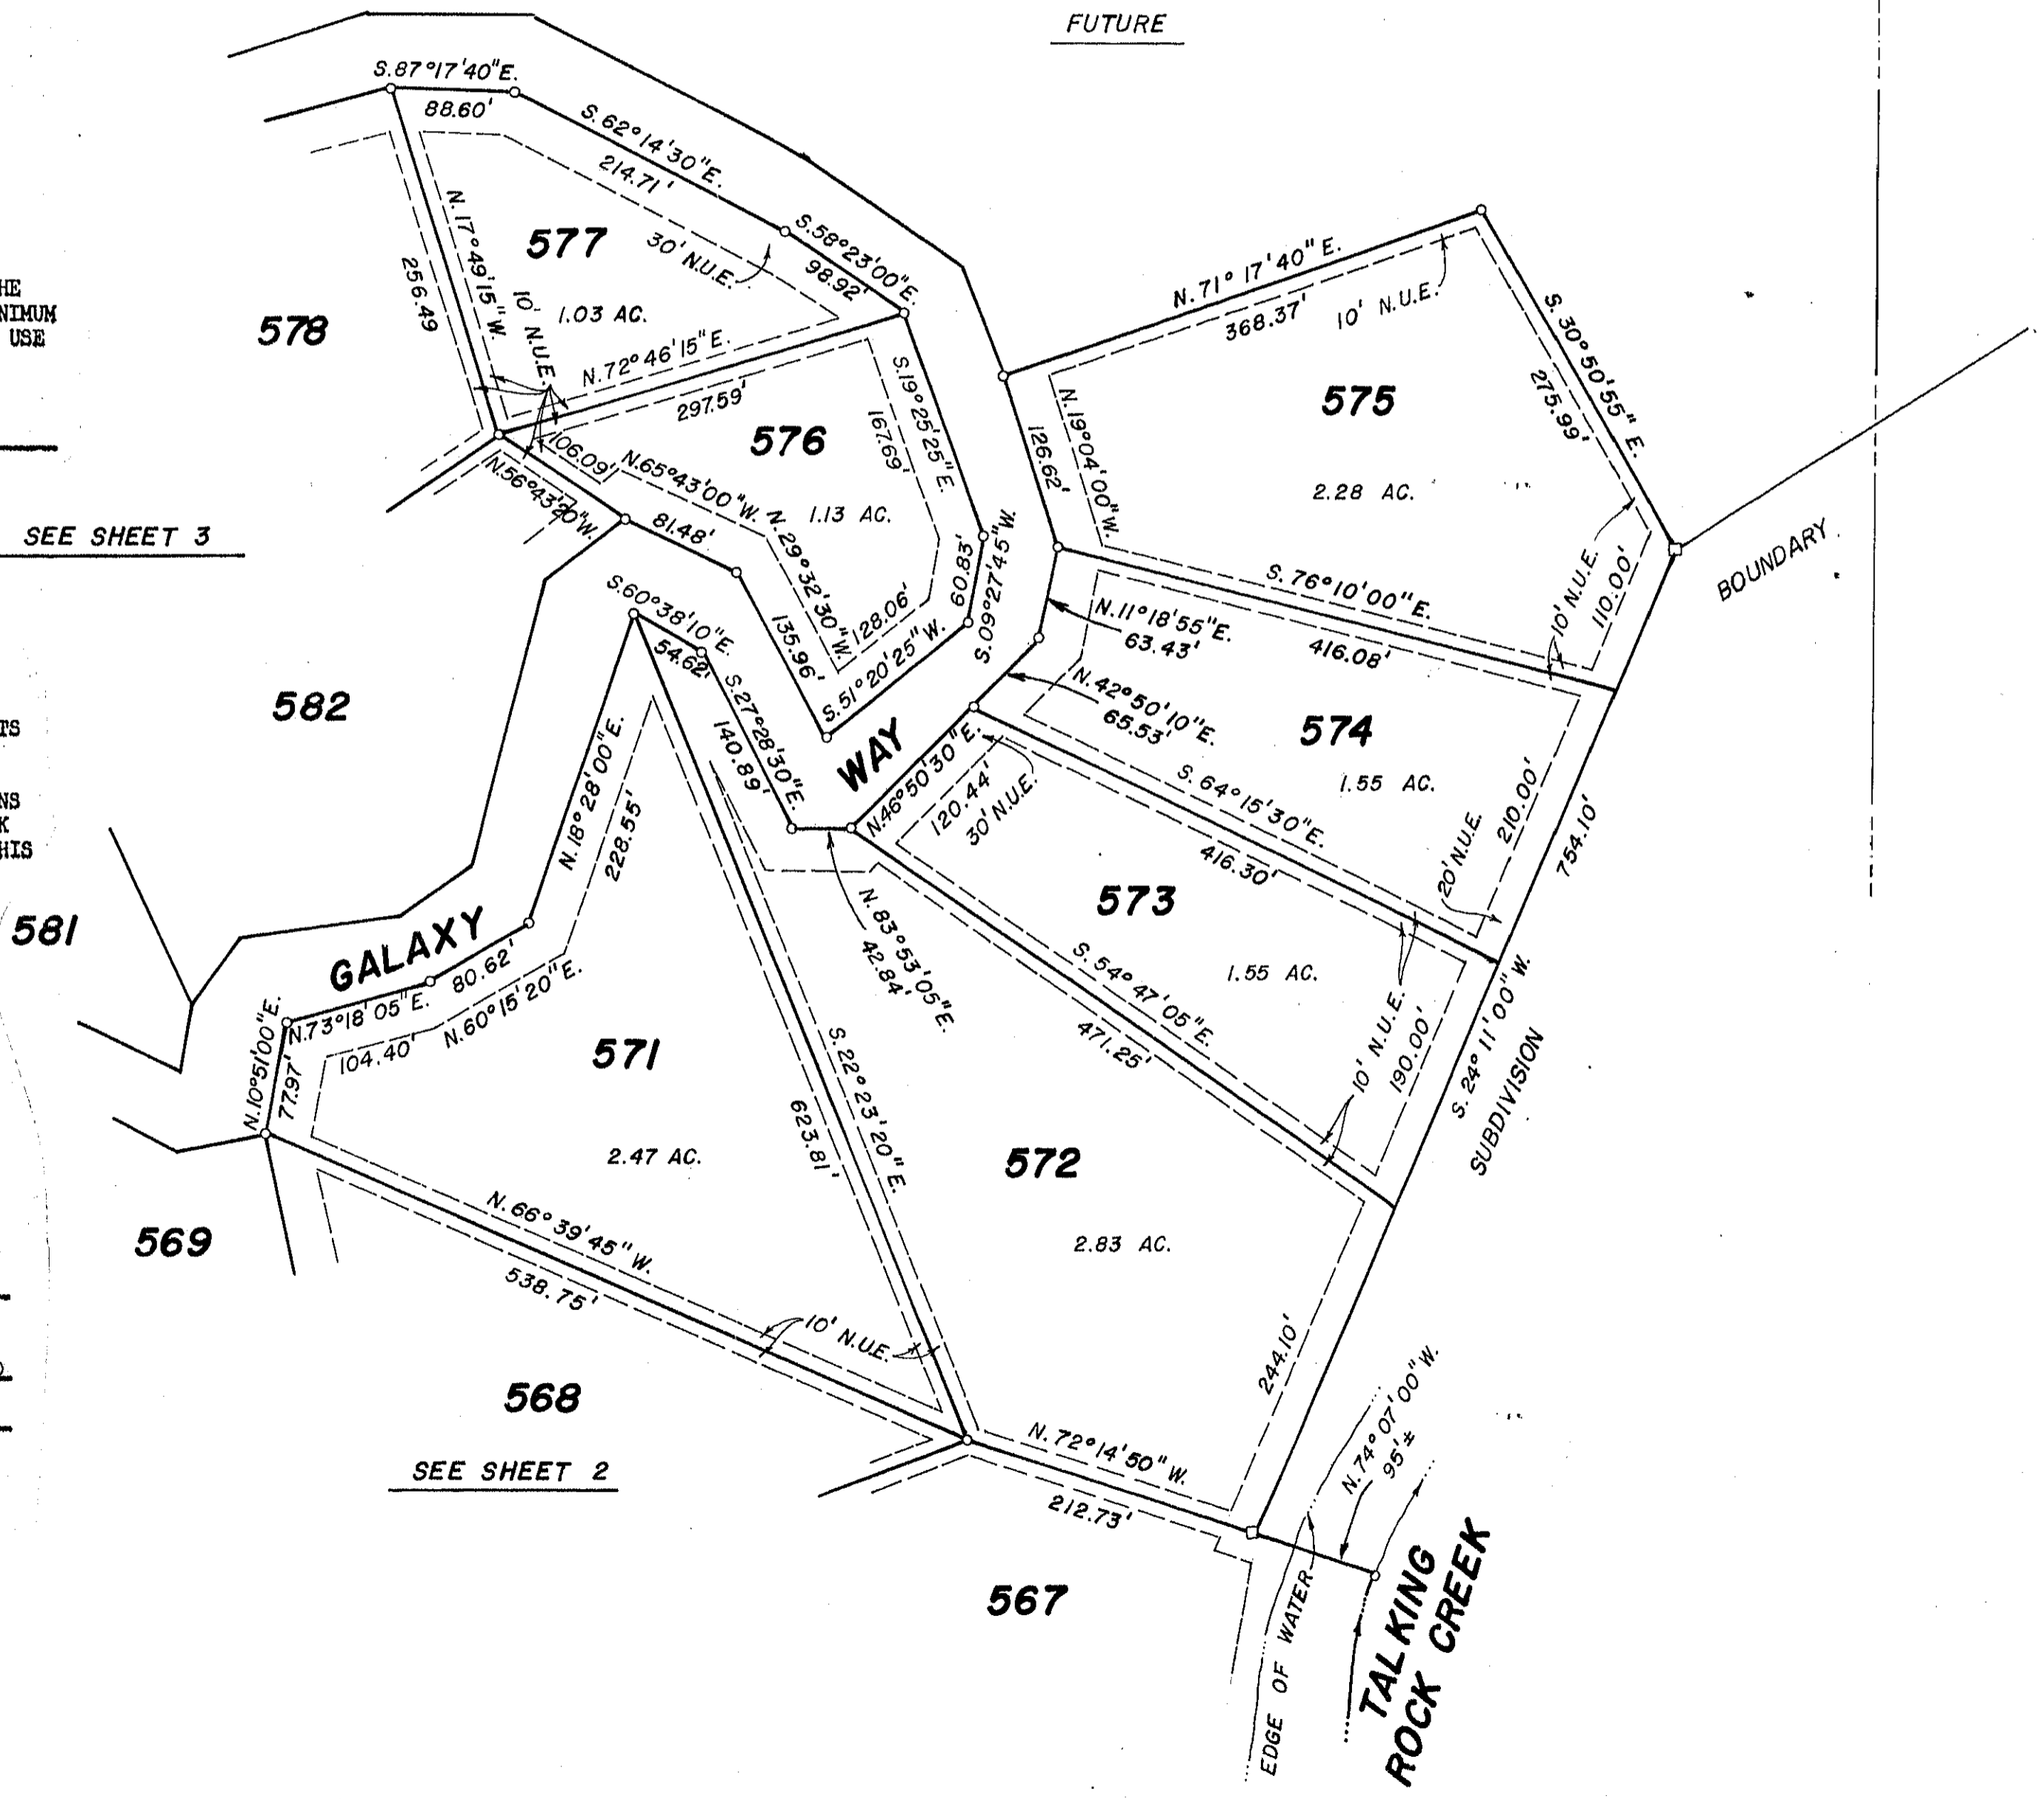 FUTURE
S. 87°17'40"E.
88.60'
S. 62°14'30"E.
214.71'
30' N.U.E.
S. 58°23'00"E.
98.92'
N. 17°49'15"W.
256.49
10' N.U.E.
577
1.03 AC.
N. 72°46'15"E.
297.59'
578
HE
NIMUM
USE
SEE SHEET 3
N. 71° 17'40" E.
368.37'
10' N.U.E.
S. 30°50'55" E.
275.99'
575
2.28 AC.
N. 19°04'00"W.
126.62'
10' N.U.E.
110.00'
BOUNDARY
576
1.13 AC.
S. 19°25'25"E.
167.69'
106.09'
N. 56°43'20"W.
N. 65°43'00"W.
81.48'
N. 29°32'30"W.
135.96'
128.06'
S. 51°20'25"W.
60.83'
S. 09°27'45"W.
S. 76°10'00"E.
416.08'
N. 11°18'55"E.
63.43'
N. 42°50'10"E.
65.53'
574
1.55 AC.
210.00'
20' N.U.E.
754.10'
S. 60°38'10"E.
54.62'
S. 27°28'30"E.
140.89'
582
TS
NS
K
HIS
581
N. 18°28'00"E.
228.55'
WAY
N. 46°50'30"E.
120.44'
30' N.U.E.
S. 64°15'30"E.
416.30'
573
1.55 AC.
N. 83°53'05"E.
42.84'
S. 54°47'05"E.
471.25'
10' N.U.E.
190.00'
S. 24° 11'00" W.
SUBDIVISION
GALAXY
N. 10°51'00"E.
77.97'
N. 73°18'05"E.
104.40'
80.62'
N. 60°15'20"E.
571
2.47 AC.
S. 22°23'20"E.
623.81'
572
2.83 AC.
569
N. 66°39'45" W.
538.75'
10' N.U.E.
244.10'
568
SEE SHEET 2
N. 72°14'50" W.
212.73'
N. 74°07'00"W.
95'±
567
EDGE OF WATER
TALKING
ROCK CREEK